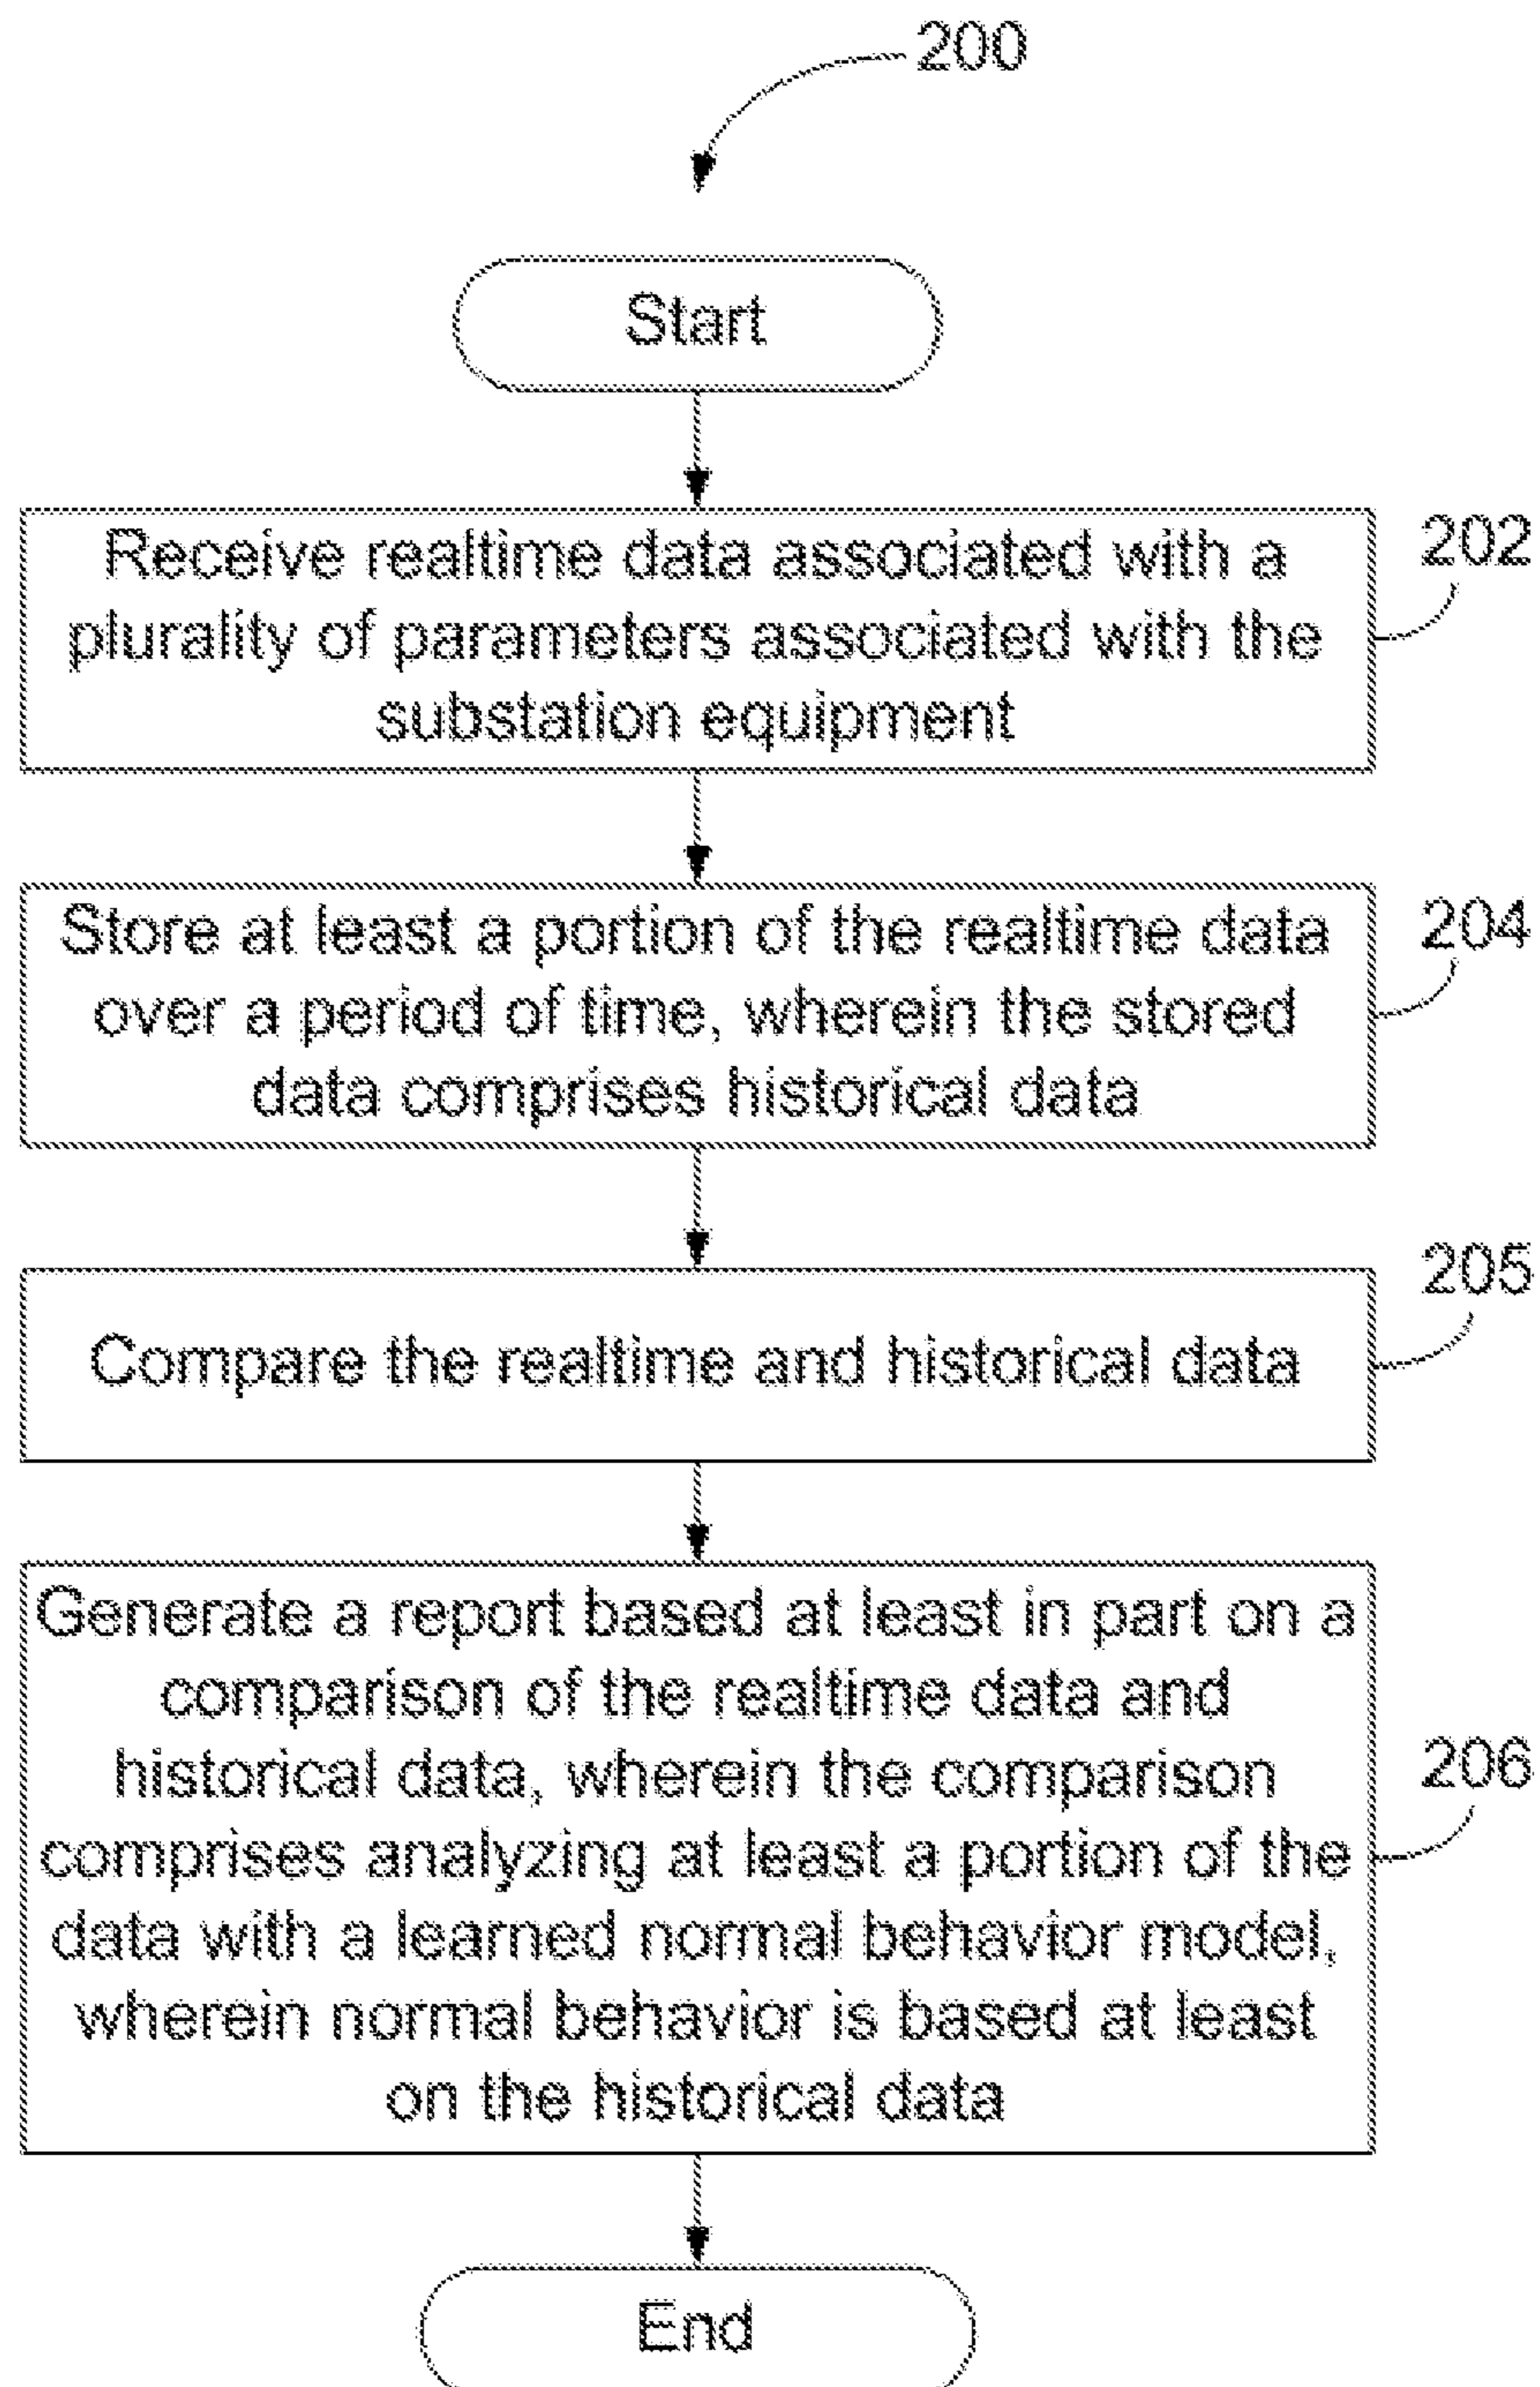 200
Start
Receive realtime data associated with a
plurality of parameters associated with the
substation equipment
202
Store at least a portion of the realtime data
over a period of time, wherein the stored
data comprises historical data
204
Compare the realtime and historical data
205
Generate a report based at least in part on a
comparison of the realtime data and
historical data, wherein the comparison
comprises analyzing at least a portion of the
data with a learned normal behavior model,
wherein normal behavior is based at least
on the historical data
206
End